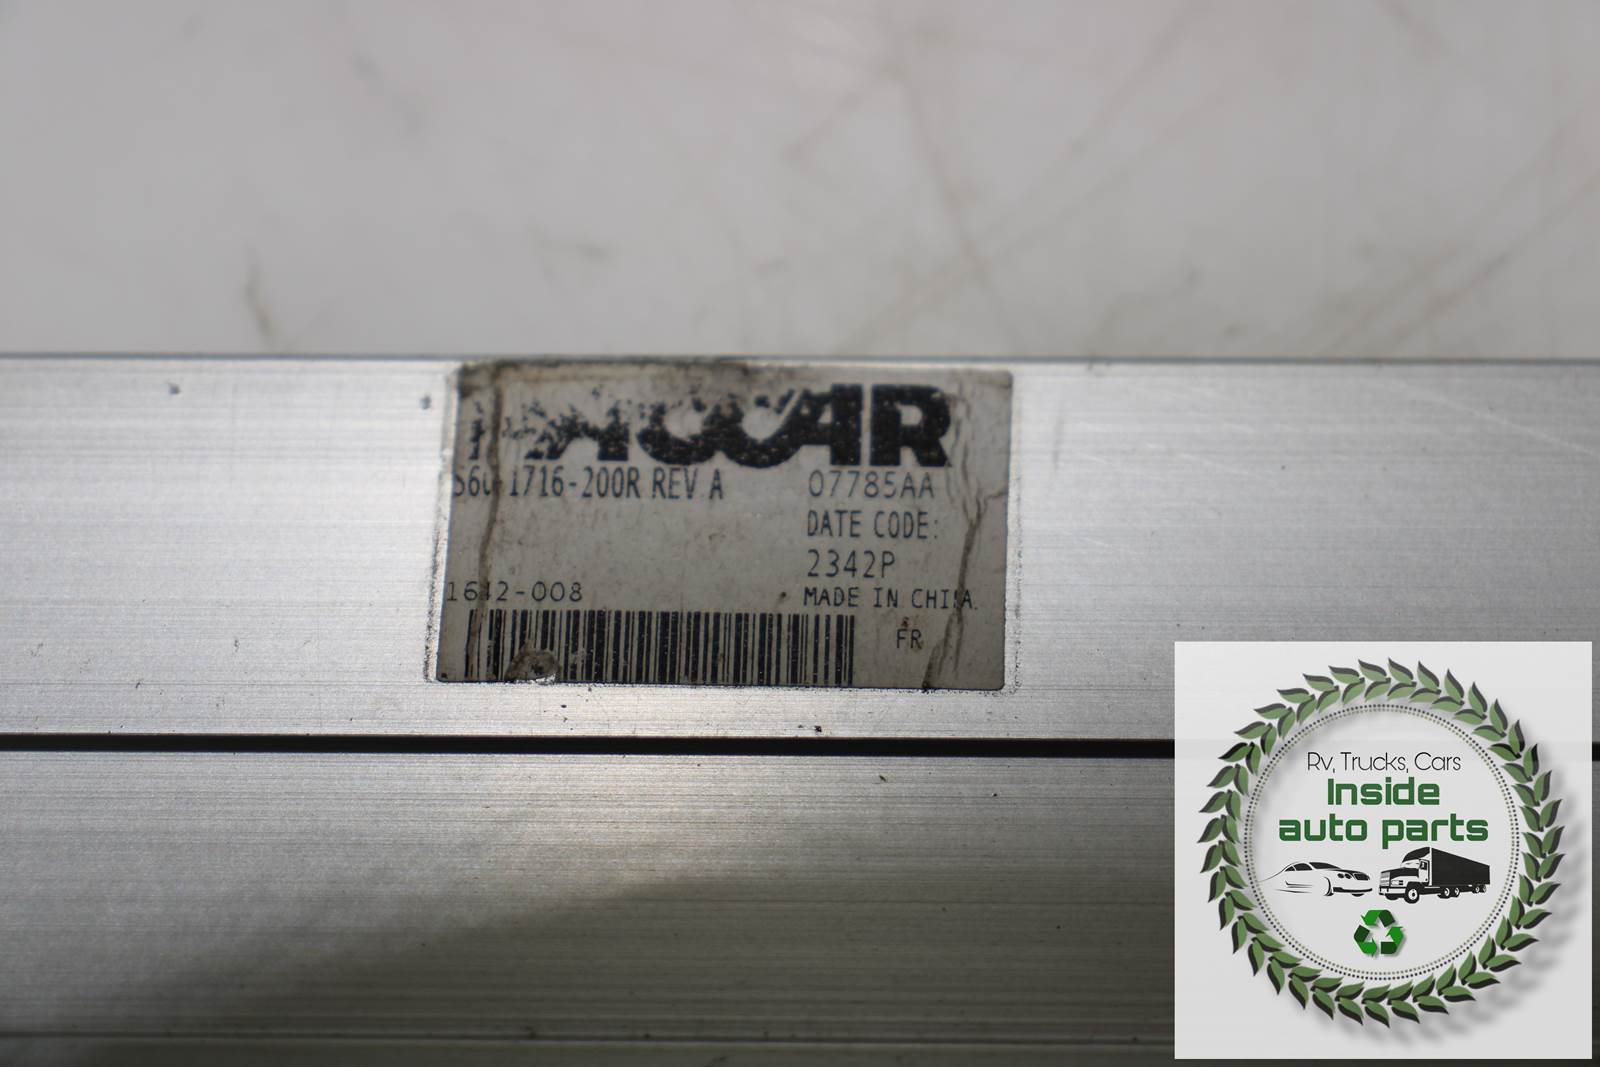 PACCAR
S60-1716-200R REV A
07785AA
DATE CODE:
2342P
1642-008
MADE IN CHINA
FR
Rv, Trucks, Cars
Inside
auto parts